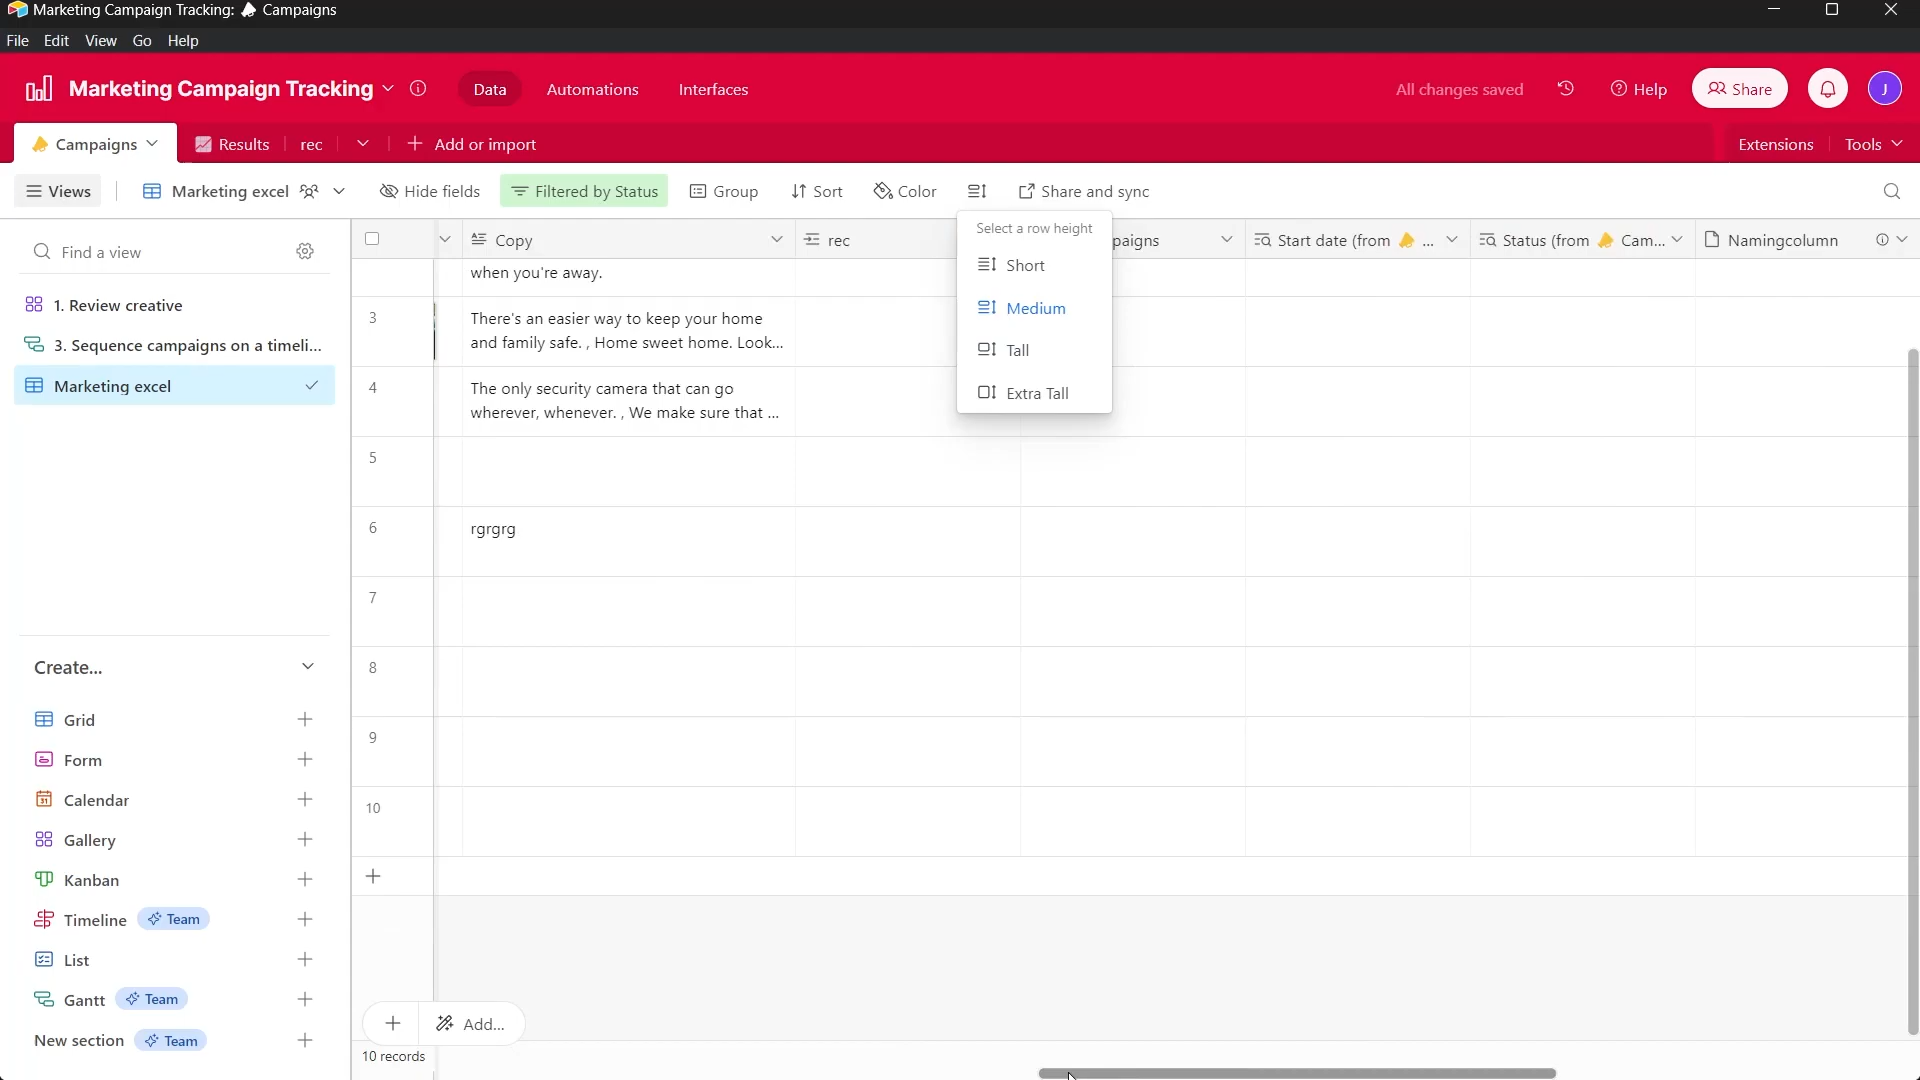 Marketing Campaign Tracking: Campaigns
File Edit View Go Help
Marketing Campaign Tracking
Data Automations Interfaces
All changes saved
Help
Share
J
Campaigns
Results
rec
Add or import
Extensions
Tools
Views
Marketing excel
Hide fields
Filtered by Status
Group
Sort
Color
Share and sync
Find a view
1. Review creative
3. Sequence campaigns on a timeli...
Marketing excel
Create...
Grid
Form
Calendar
Gallery
Kanban
Timeline Team
List
Gantt Team
New section Team
Copy
rec
paigns
Start date (from ...
Status (from Cam...
Namingcolumn
Select a row height
Short
Medium
Tall
Extra Tall
when you're away.
3
There's an easier way to keep your home
and family safe. , Home sweet home. Look...
4
The only security camera that can go
wherever, whenever. , We make sure that ...
5
6
rgrgrg
7
8
9
10
Add...
10 records